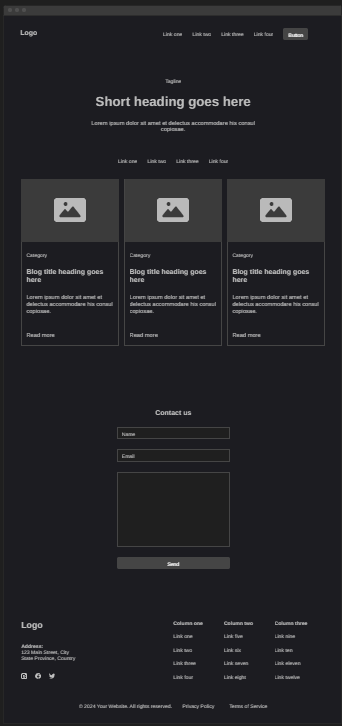 Logo
Link one Link two Link three Link four Button
Tagline
Short heading goes here
Lorem ipsum dolor sit amet et delectus accommodare his consul
copiosae.
Link one Link two Link three Link four
Category
Blog title heading goes
here
Lorem ipsum dolor sit amet et
delectus accommodare his consul
copiosae.
Read more
Category
Blog title heading goes
here
Lorem ipsum dolor sit amet et
delectus accommodare his consul
copiosae.
Read more
Category
Blog title heading goes
here
Lorem ipsum dolor sit amet et
delectus accommodare his consul
copiosae.
Read more
Contact us
Name
Email
Send
Logo
Address:
123 Main Street, City
State Province, Country
Column one
Link one
Link two
Link three
Link four
Column two
Link five
Link six
Link seven
Link eight
Column three
Link nine
Link ten
Link eleven
Link twelve
© 2024 Your Website. All rights reserved. Privacy Policy Terms of Service